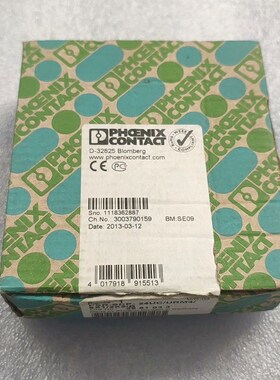 PHOENIX
CONTACT
D-32825 Blomberg
www.phoenixcontact.com
CE PC
Sno.: 1118362887
Ch No.: 3003790159 BM:SE09
Date: 2013-03-12
4 017918 915513